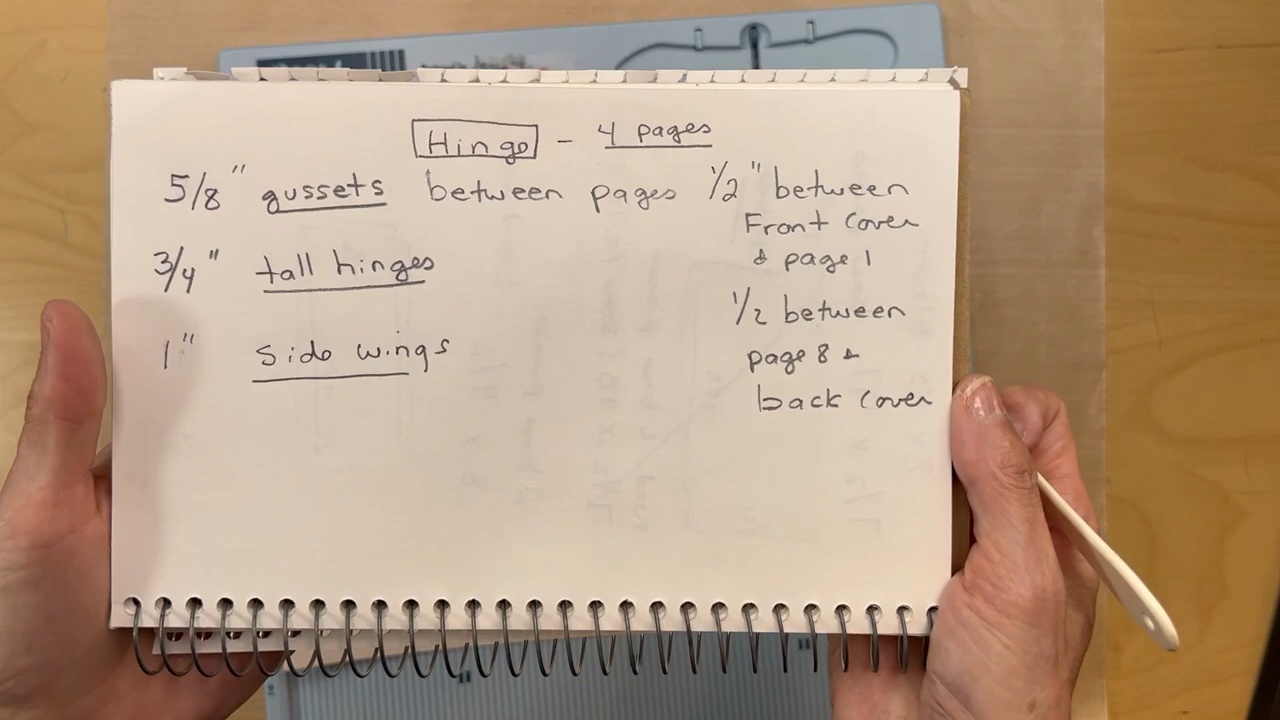 Hinge - 4 pages
5/8" gussets between pages 1/2" between
Front cover
& page 1
3/4" tall hinges
1/2 between
page 8 &
back cover
1" side wings